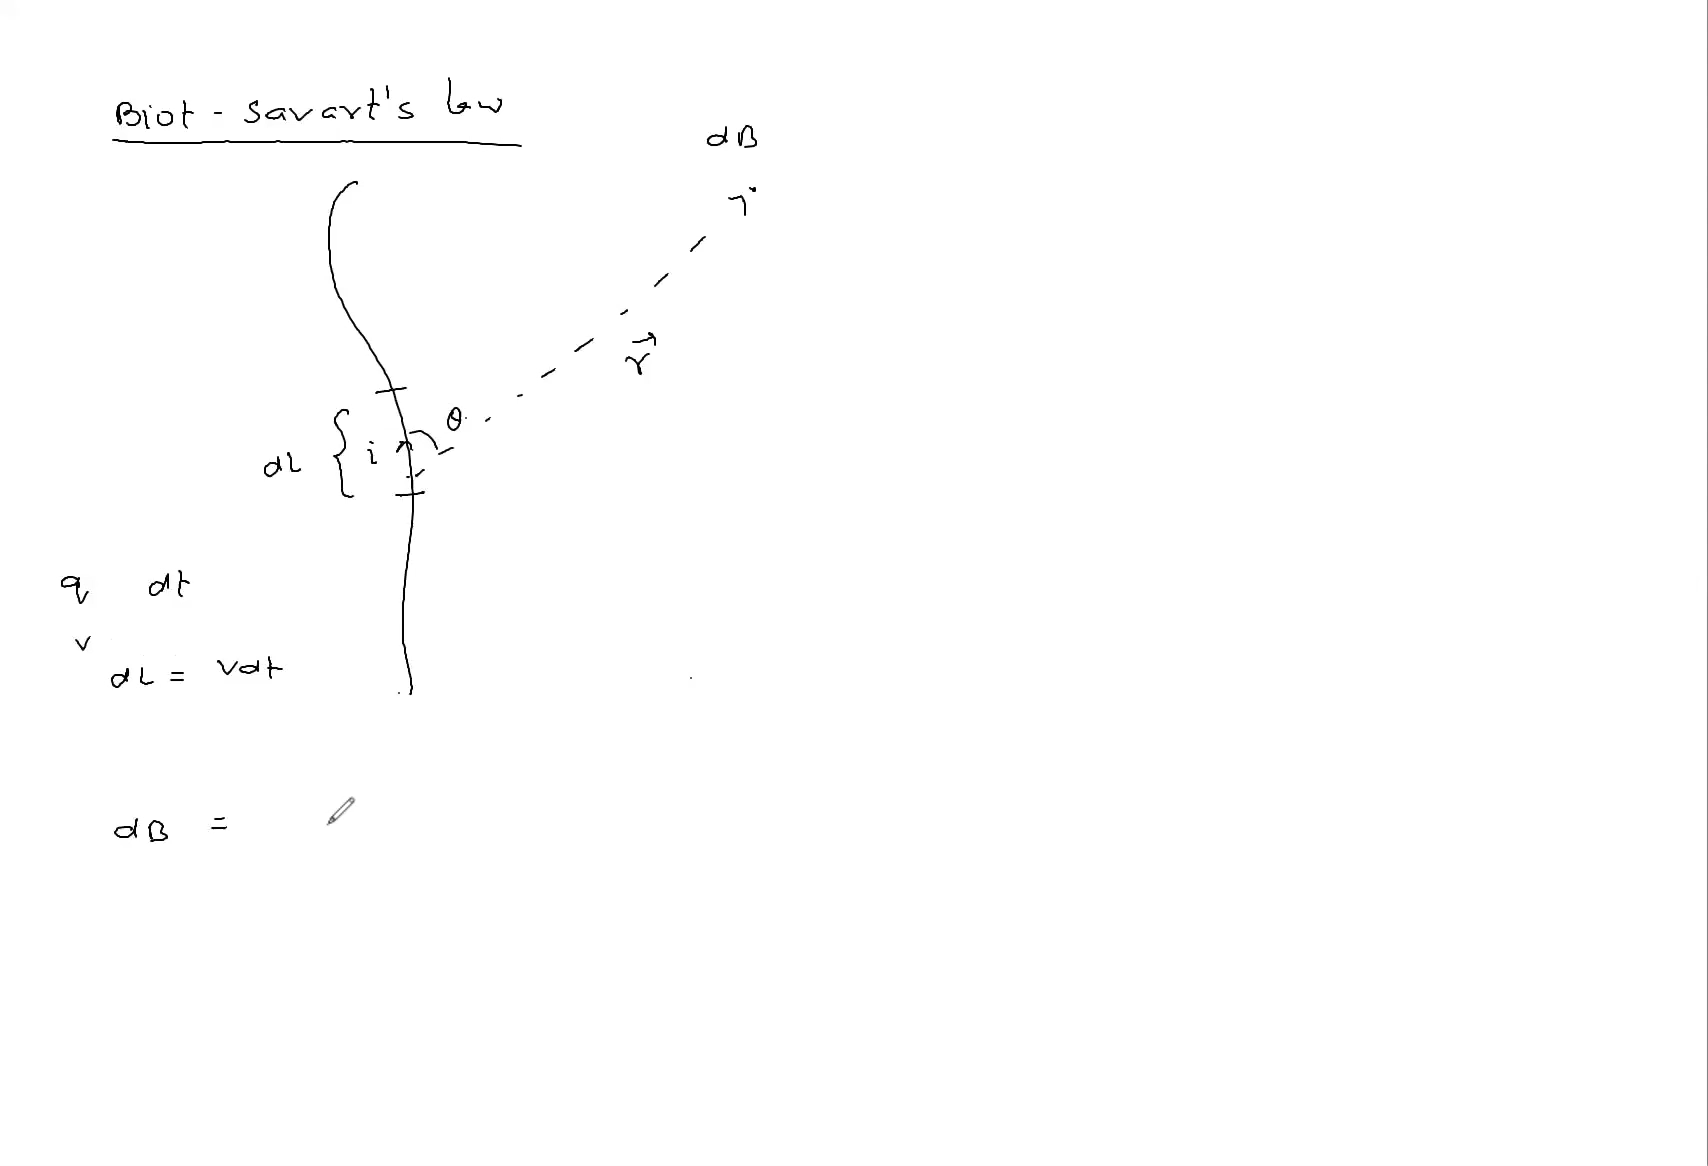 Biot - Savart's law
dB
r⃗
θ
dL { i
q dt
v
dL = vdt
dB =